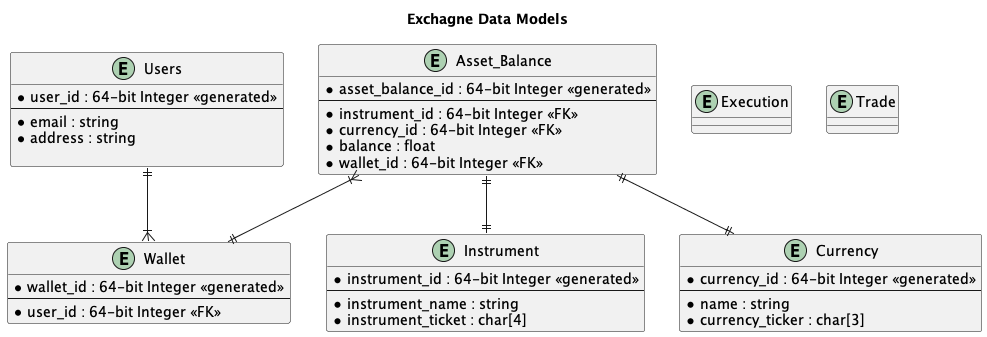 Exchagne Data Models
E Users
user_id : 64-bit Integer «generated»
email : string
address : string
E Asset_Balance
asset_balance_id : 64-bit Integer «generated»
instrument_id : 64-bit Integer «FK»
currency_id : 64-bit Integer «FK»
balance : float
wallet_id : 64-bit Integer «FK»
E Execution
E Trade
E Wallet
wallet_id : 64-bit Integer «generated»
user_id : 64-bit Integer «FK»
E Instrument
instrument_id : 64-bit Integer «generated»
instrument_name : string
instrument_ticket : char[4]
E Currency
currency_id : 64-bit Integer «generated»
name : string
currency_ticker : char[3]